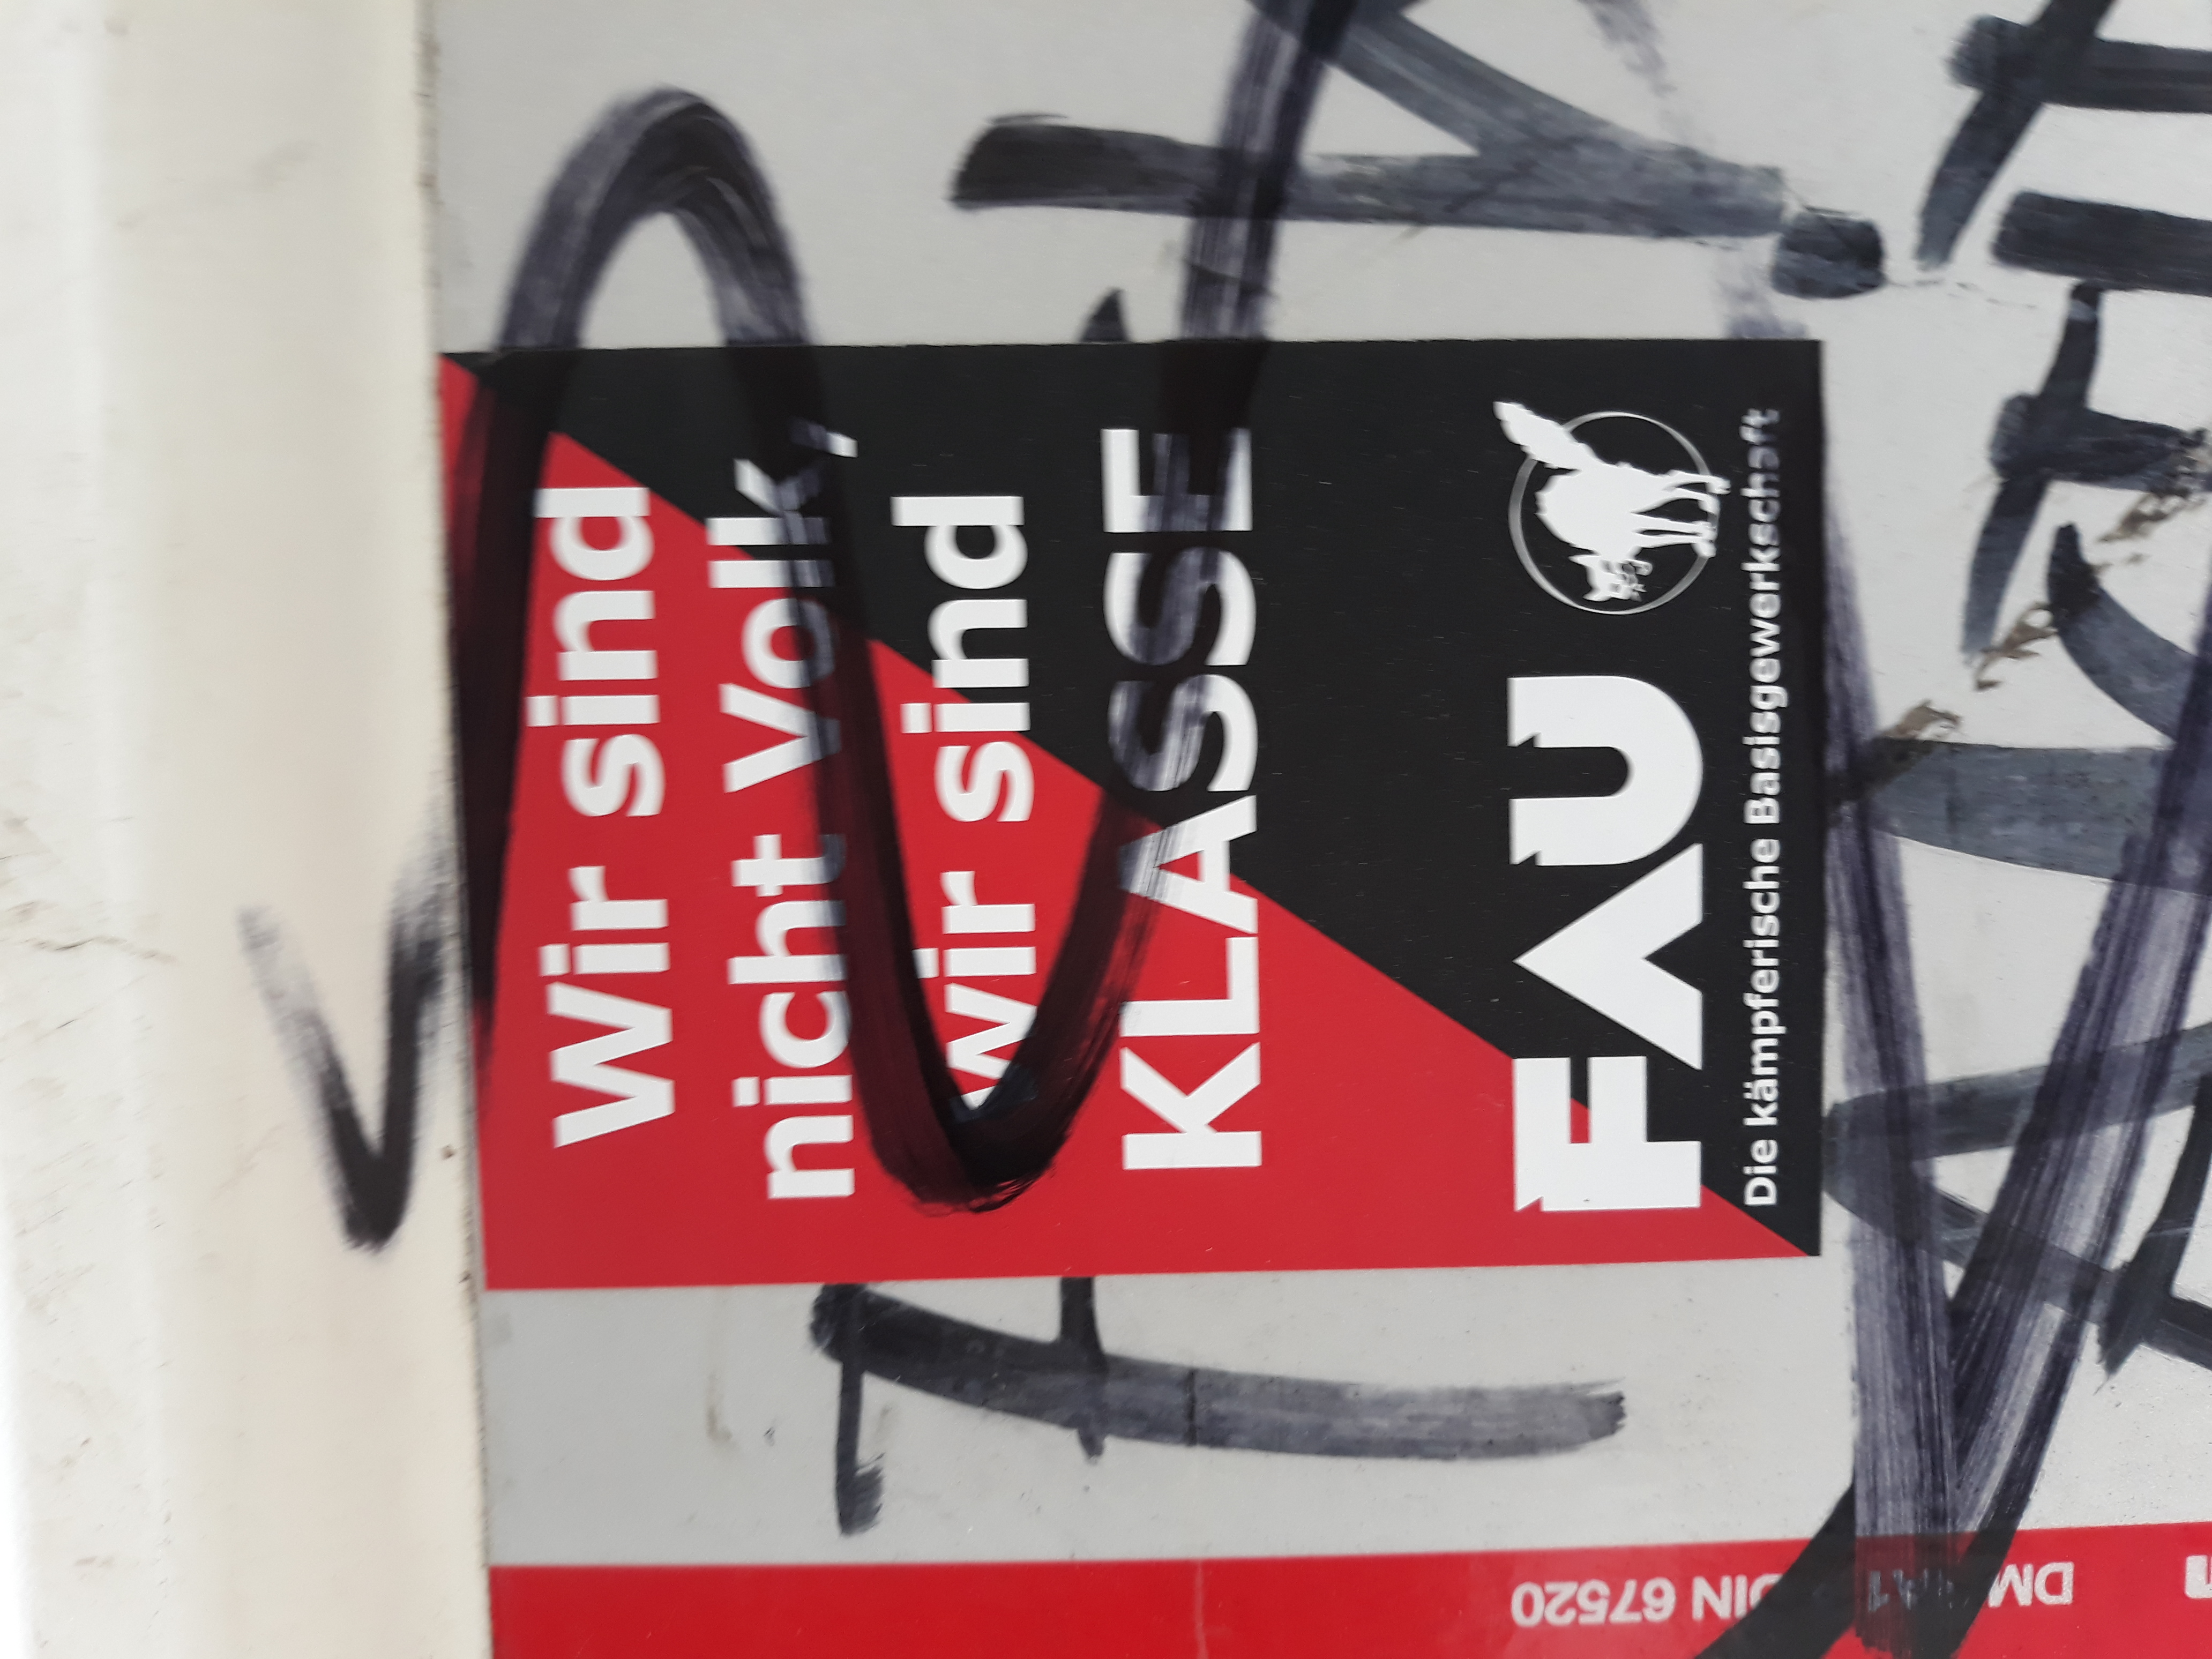 Wir sind
nicht Volk,
wir sind
KLASSE
FAU
Die kämpferische Basisgewerkschaft
DIN 67520